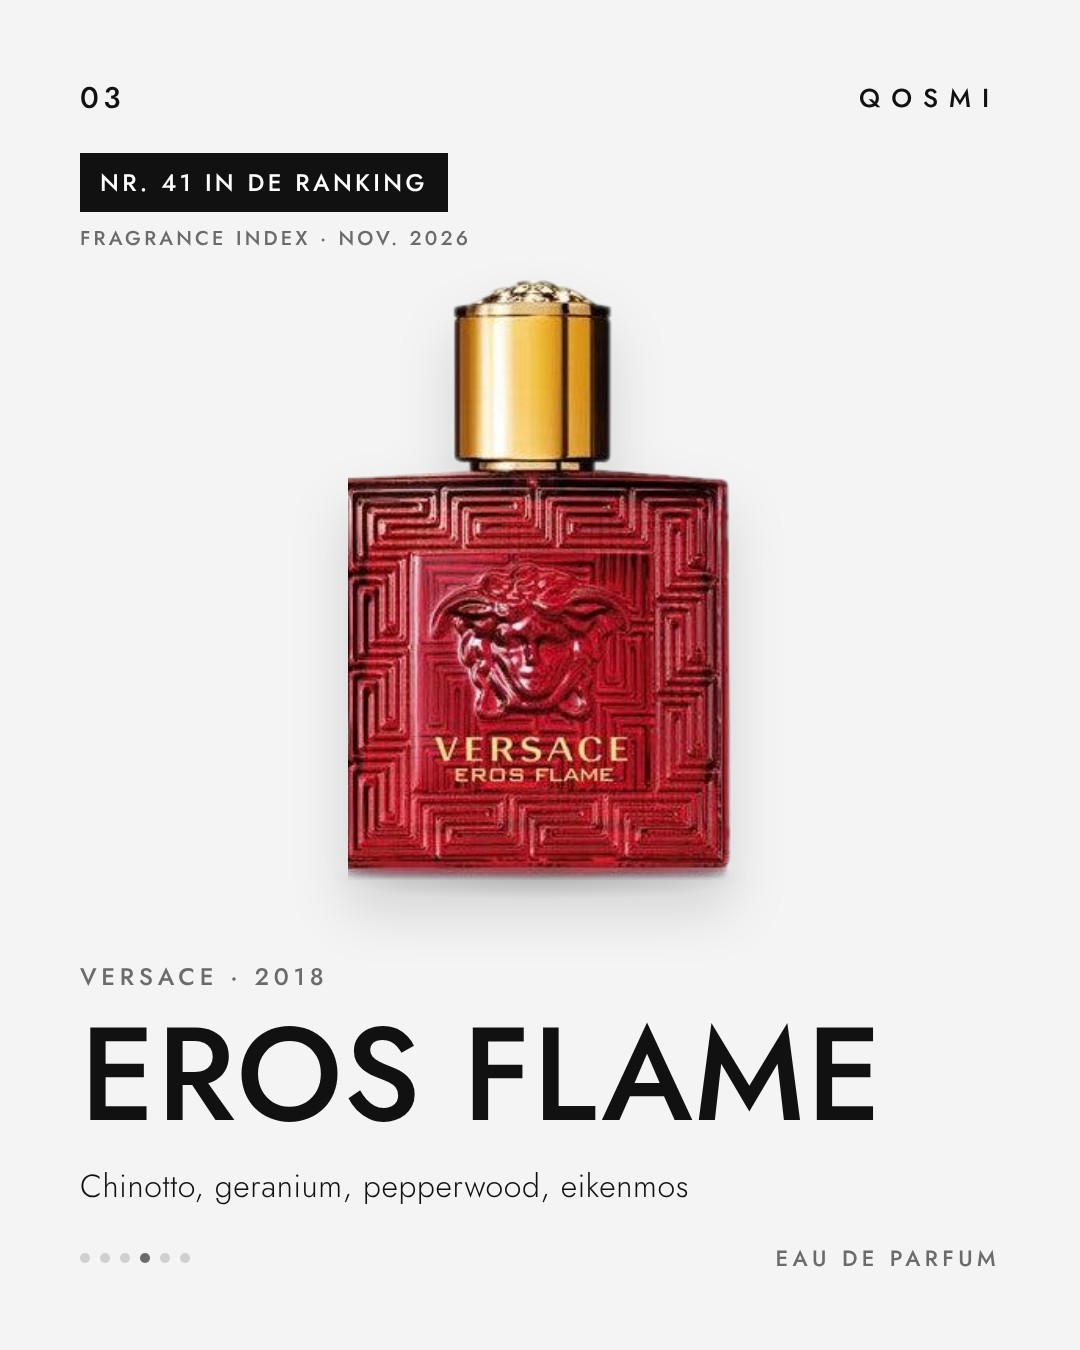 03
QOSMI
NR. 41 IN DE RANKING
FRAGRANCE INDEX · NOV. 2026
VERSACE
EROS FLAME
VERSACE · 2018
EROS FLAME
Chinotto, geranium, pepperwood, eikenmos
EAU DE PARFUM